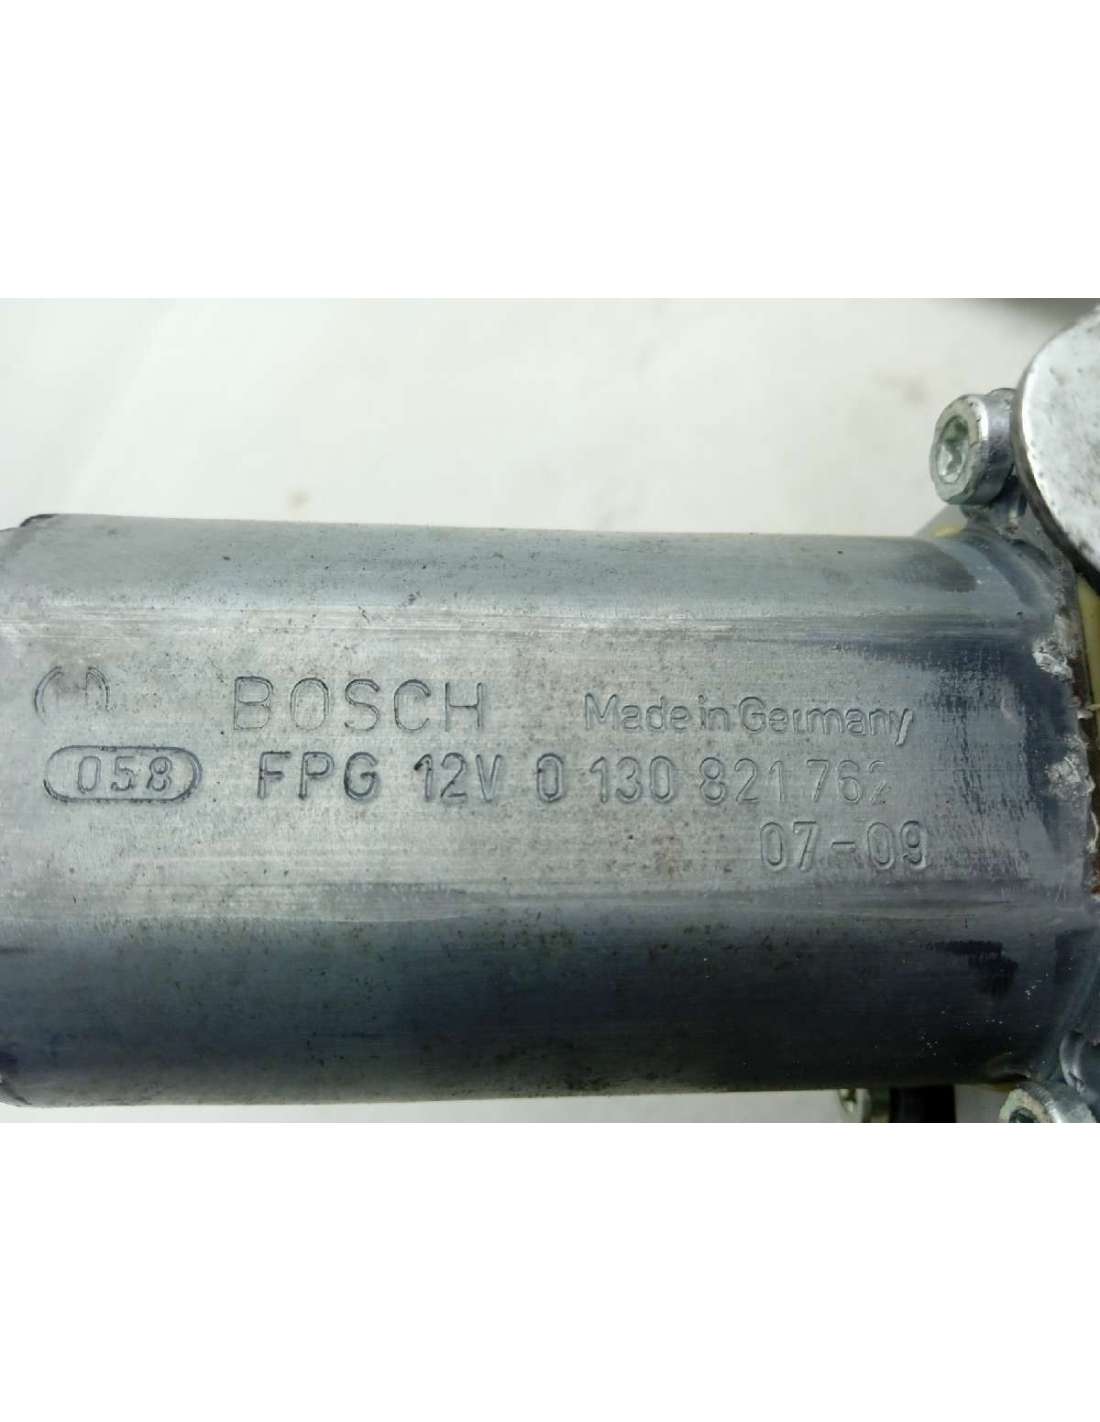 BOSCH Made in Germany
058 FPG 12V 0 130 821 762
07-09